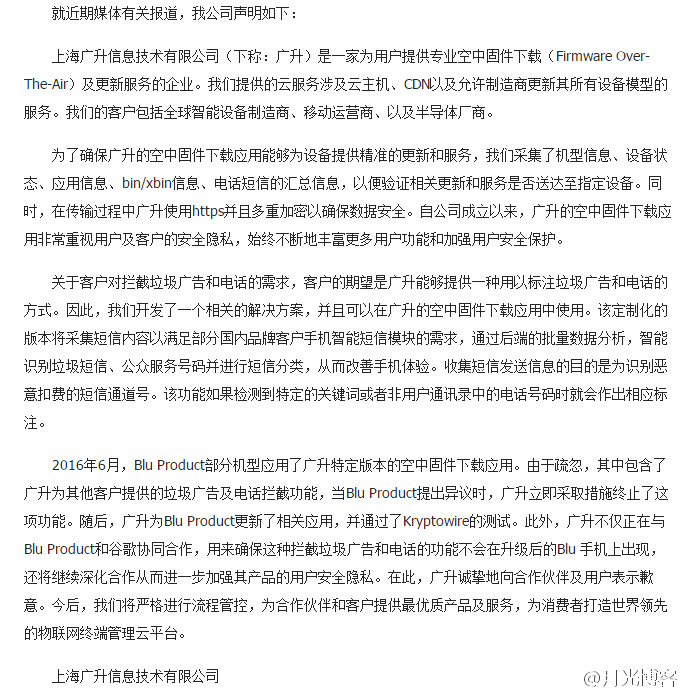 就近期媒体有关报道，我公司声明如下：
上海广升信息技术有限公司（下称：广升）是一家为用户提供专业空中固件下载（Firmware Over-
The-Air）及更新服务的企业。我们提供的云服务涉及云主机、CDN以及允许制造商更新其所有设备模型的
服务。我们的客户包括全球智能设备制造商、移动运营商、以及半导体厂商。
为了确保广升的空中固件下载应用能够为设备提供精准的更新和服务，我们采集了机型信息、设备状
态、应用信息、bin/xbin信息、电话短信的汇总信息，以便验证相关更新和服务是否送达至指定设备。同
时，在传输过程中广升使用https并且多重加密以确保数据安全。自公司成立以来，广升的空中固件下载应
用非常重视用户及客户的安全隐私，始终不断地丰富更多用户功能和加强用户安全保护。
关于客户对拦截垃圾广告和电话的需求，客户的期望是广升能够提供一种用以标注垃圾广告和电话的
方式。因此，我们开发了一个相关的解决方案，并且可以在广升的空中固件下载应用中使用。该定制化的
版本将采集短信内容以满足部分国内品牌客户手机智能短信模块的需求，通过后端的批量数据分析，智能
识别垃圾短信、公众服务号码并进行短信分类，从而改善手机体验。收集短信发送信息的目的是为识别恶
意扣费的短信通道号。该功能如果检测到特定的关键词或者非用户通讯录中的电话号码时就会作出相应标
注。
2016年6月，Blu Product部分机型应用了广升特定版本的空中固件下载应用。由于疏忽，其中包含了
广升为其他客户提供的垃圾广告及电话拦截功能，当Blu Product提出异议时，广升立即采取措施终止了这
项功能。随后，广升为Blu Product更新了相关应用，并通过了Kryptowire的测试。此外，广升不仅正在与
Blu Product和谷歌协同合作，用来确保这种拦截垃圾广告和电话的功能不会在升级后的Blu 手机上出现，
还将继续深化合作从而进一步加强其产品的用户安全隐私。在此，广升诚挚地向合作伙伴及用户表示歉
意。今后，我们将严格进行流程管控，为合作伙伴和客户提供最优质产品及服务，为消费者打造世界领先
的物联网终端管理云平台。
上海广升信息技术有限公司
@月光博客